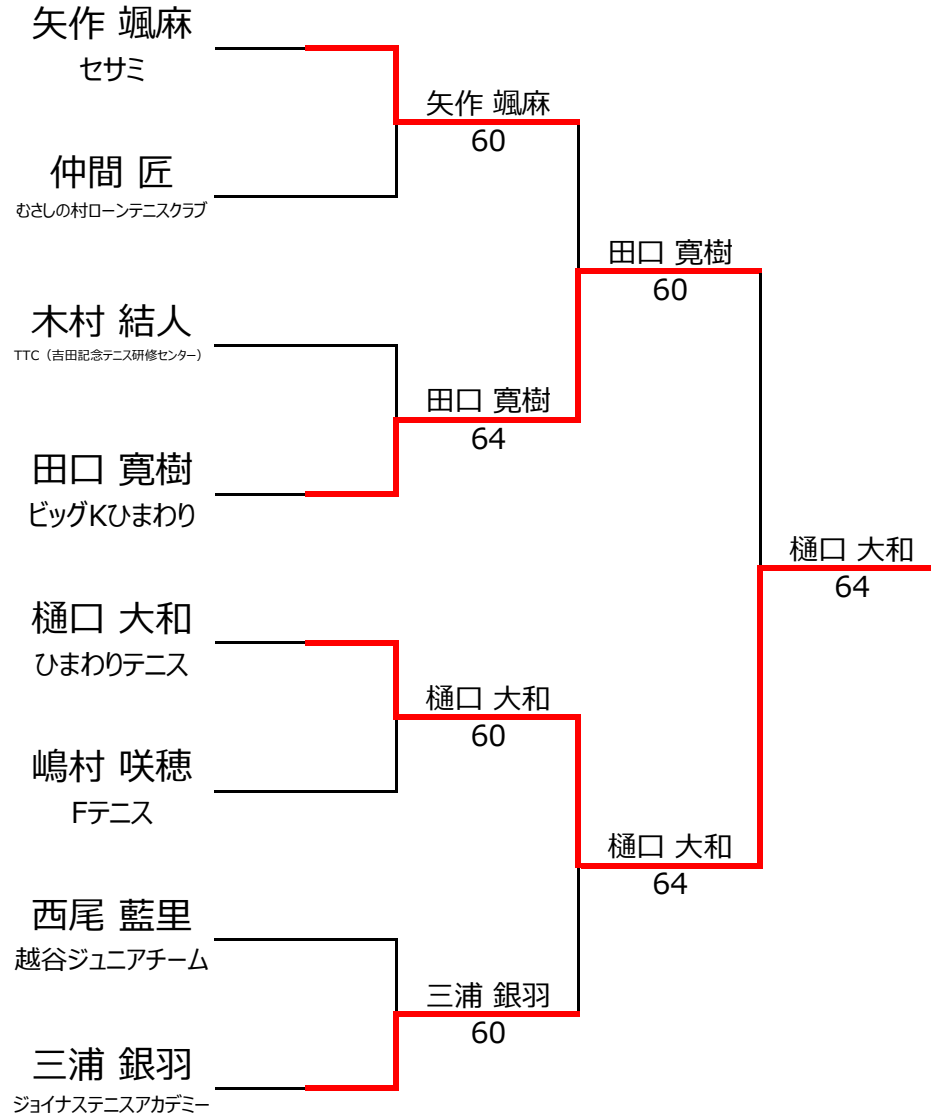 矢作 颯麻
セサミ
仲間 匠
むさしの村ローンテニスクラブ
木村 結人
TTC（吉田記念テニス研修センター）
田口 寛樹
ビッグKひまわり
樋口 大和
ひまわりテニス
嶋村 咲穂
Fテニス
西尾 藍里
越谷ジュニアチーム
三浦 銀羽
ジョイナステニスアカデミー
矢作 颯麻
60
田口 寛樹
64
樋口 大和
60
三浦 銀羽
60
田口 寛樹
60
樋口 大和
64
樋口 大和
64